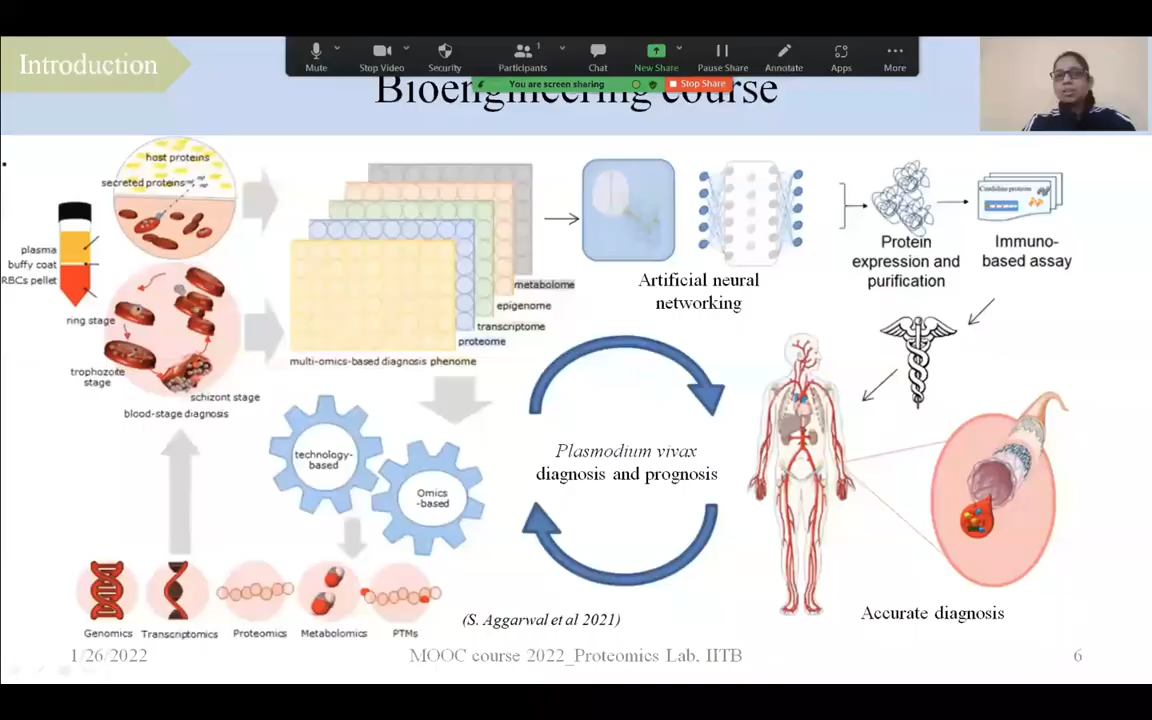 Introduction
Mute
Stop Video
Security
1
Participants
Chat
New Share
Pause Share
Annotate
Apps
More
You are screen sharing
Stop Share
Bioengineering course
host proteins
secreted proteins
plasma
buffy coat
RBCs pellet
ring stage
trophozoite
stage
schizont stage
blood-stage diagnosis
metabolome
epigenome
transcriptome
proteome
multi-omics-based diagnosis phenome
Artificial neural
networking
Protein
expression and
purification
Candidate proteins
Immuno-
based assay
technology-
based
Omics
-based
Plasmodium vivax
diagnosis and prognosis
Genomics
Transcriptomics
Proteomics
Metabolomics
PTMs
(S. Aggarwal et al 2021)
Accurate diagnosis
1/26/2022
MOOC course 2022_Proteomics Lab, IITB
6